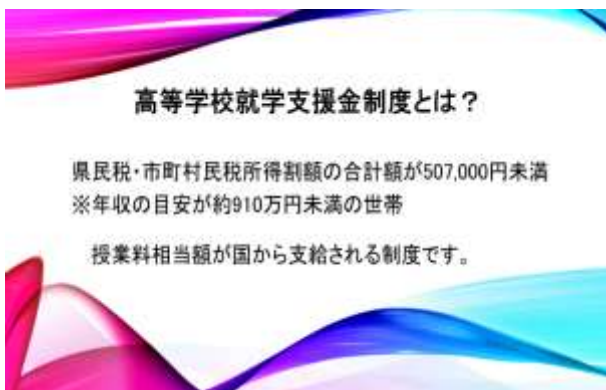 高等学校就学支援金制度とは？
県民税・市町村民税所得割額の合計額が507,000円未満
※年収の目安が約910万円未満の世帯
授業料相当額が国から支給される制度です。